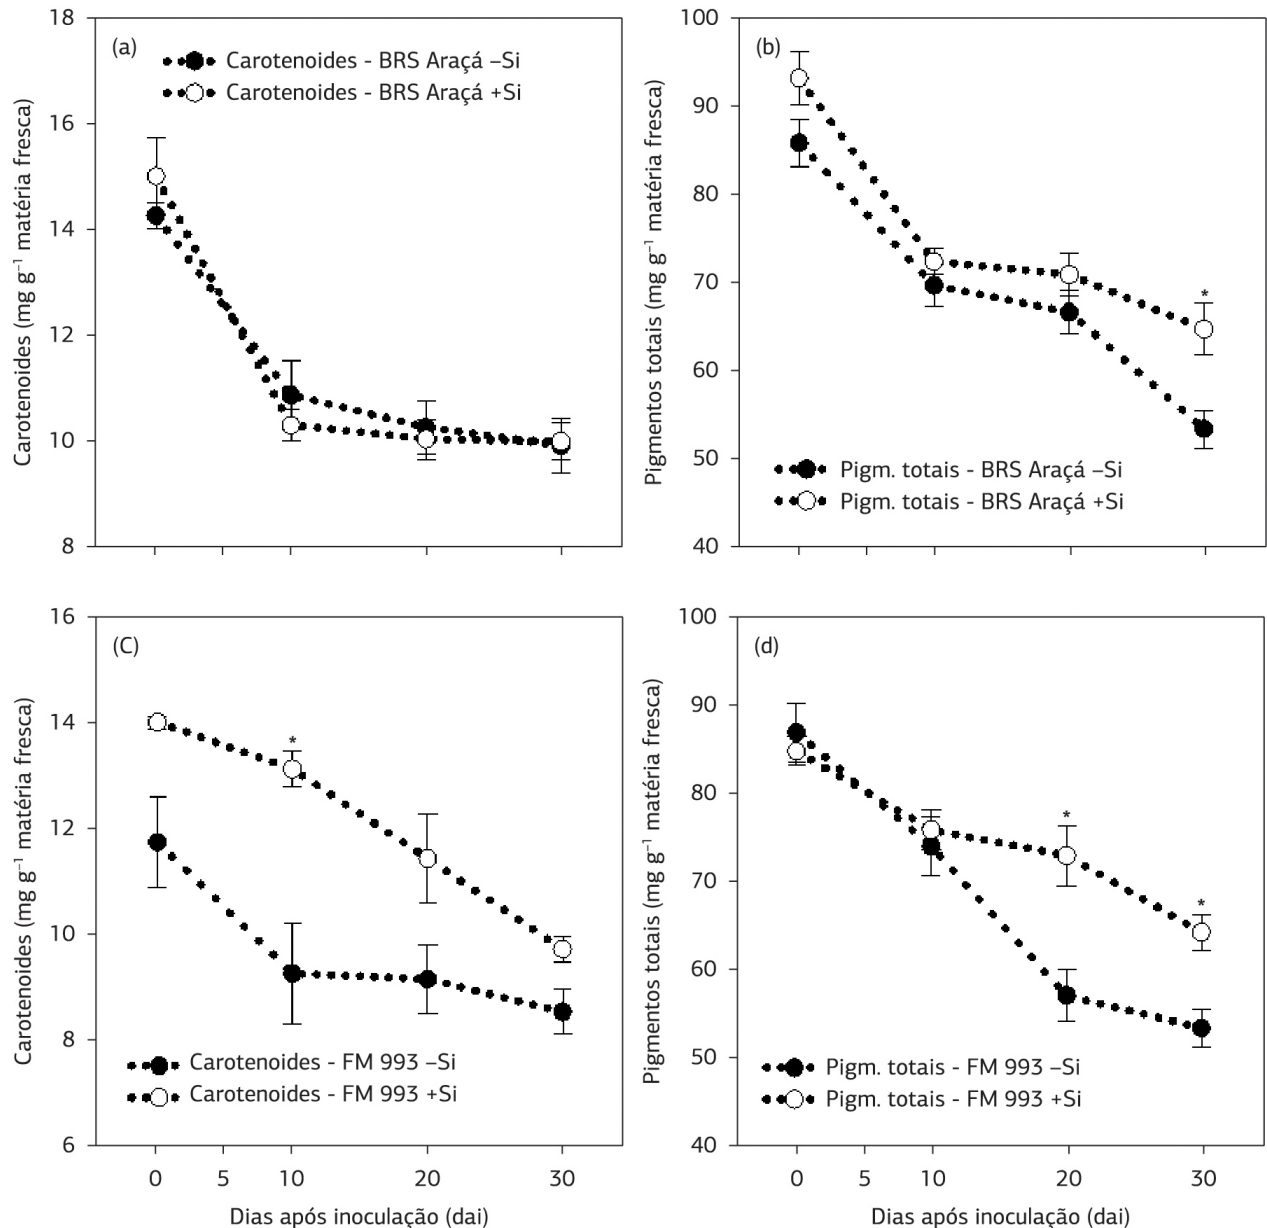 (a)
Carotenoides - BRS Araçá –Si
Carotenoides - BRS Araçá +Si
Carotenoides (mg g⁻¹ matéria fresca)
18
16
14
12
10
8
(b)
Pigmentos totais (mg g⁻¹ matéria fresca)
100
90
80
70
60
50
40
*
Pigm. totais - BRS Araçá –Si
Pigm. totais - BRS Araçá +Si
(C)
Carotenoides (mg g⁻¹ matéria fresca)
16
14
12
10
8
6
*
Carotenoides - FM 993 –Si
Carotenoides - FM 993 +Si
0 5 10 20 30
Dias após inoculação (dai)
(d)
Pigmentos totais (mg g⁻¹ matéria fresca)
100
90
80
70
60
50
40
*
*
Pigm. totais - FM 993 –Si
Pigm. totais - FM 993 +Si
0 5 10 20 30
Dias após inoculação (dai)